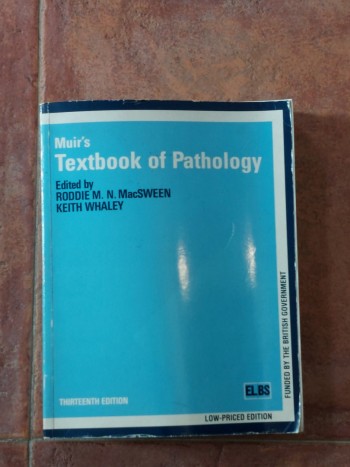 Muir's
Textbook of Pathology
Edited by
RODDIE M. N. MacSWEEN
KEITH WHALEY
FUNDED BY THE BRITISH GOVERNMENT
ELBS
THIRTEENTH EDITION
LOW-PRICED EDITION